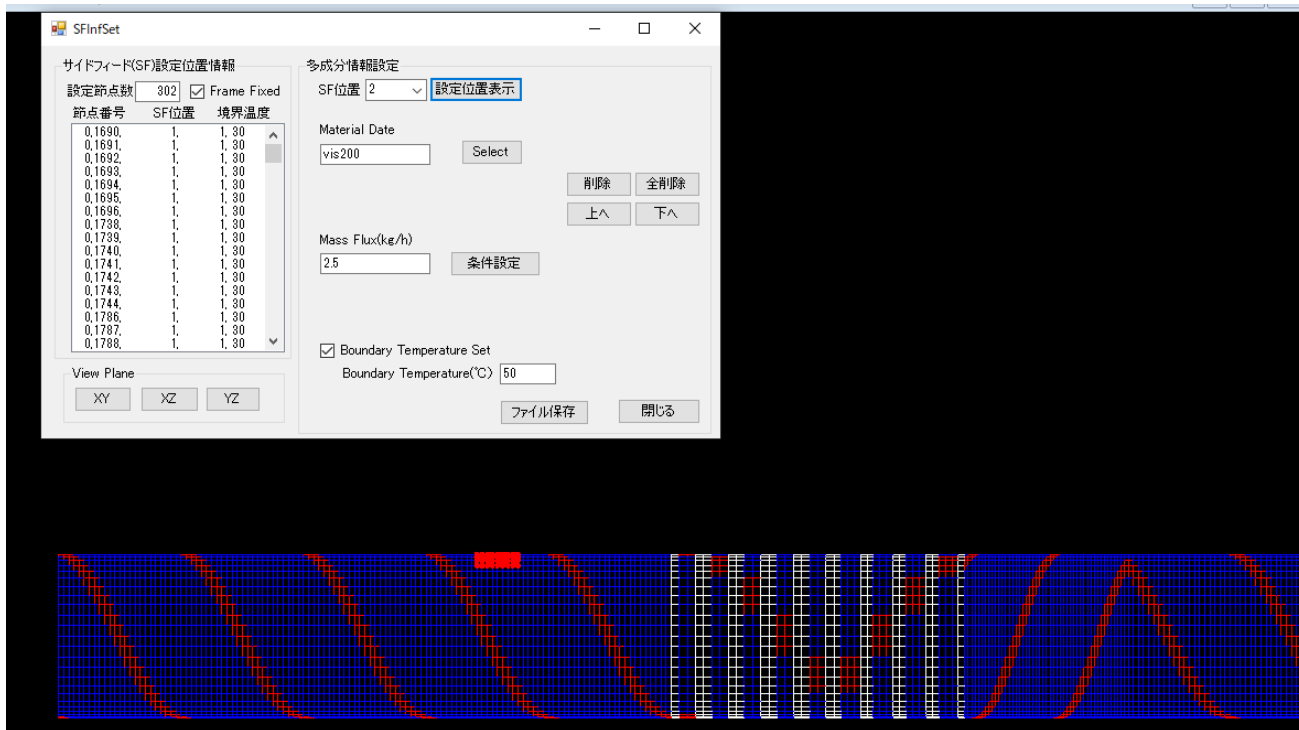 SFInfSet
サイドフィード(SF)設定位置情報
設定節点数 302 Frame Fixed
節点番号 SF位置 境界温度
0,1690, 1, 1, 30
0,1691, 1, 1, 30
0,1692, 1, 1, 30
0,1693, 1, 1, 30
0,1694, 1, 1, 30
0,1695, 1, 1, 30
0,1696, 1, 1, 30
0,1738, 1, 1, 30
0,1739, 1, 1, 30
0,1740, 1, 1, 30
0,1741, 1, 1, 30
0,1742, 1, 1, 30
0,1743, 1, 1, 30
0,1744, 1, 1, 30
0,1786, 1, 1, 30
0,1787, 1, 1, 30
0,1788, 1, 1, 30
View Plane
XY XZ YZ
多成分情報設定
SF位置 2 設定位置表示
Material Date
vis200 Select
削除 全削除
上へ 下へ
Mass Flux(kg/h)
2.5 条件設定
Boundary Temperature Set
Boundary Temperature(℃) 50
ファイル保存 閉じる